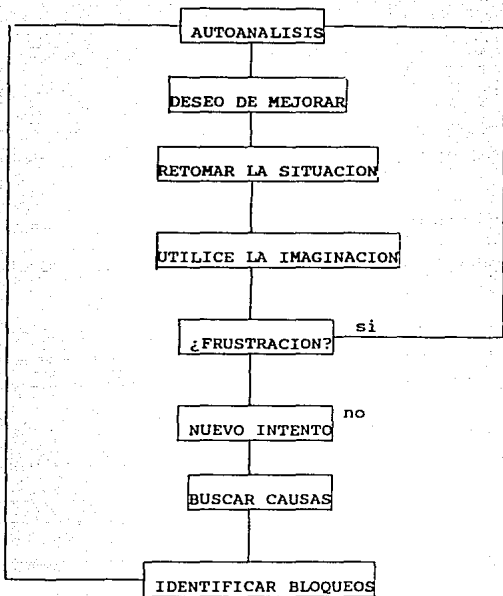 AUTOANALISIS
DESEO DE MEJORAR
RETOMAR LA SITUACION
UTILICE LA IMAGINACION
¿FRUSTRACION?
si
NUEVO INTENTO
no
BUSCAR CAUSAS
IDENTIFICAR BLOQUEOS